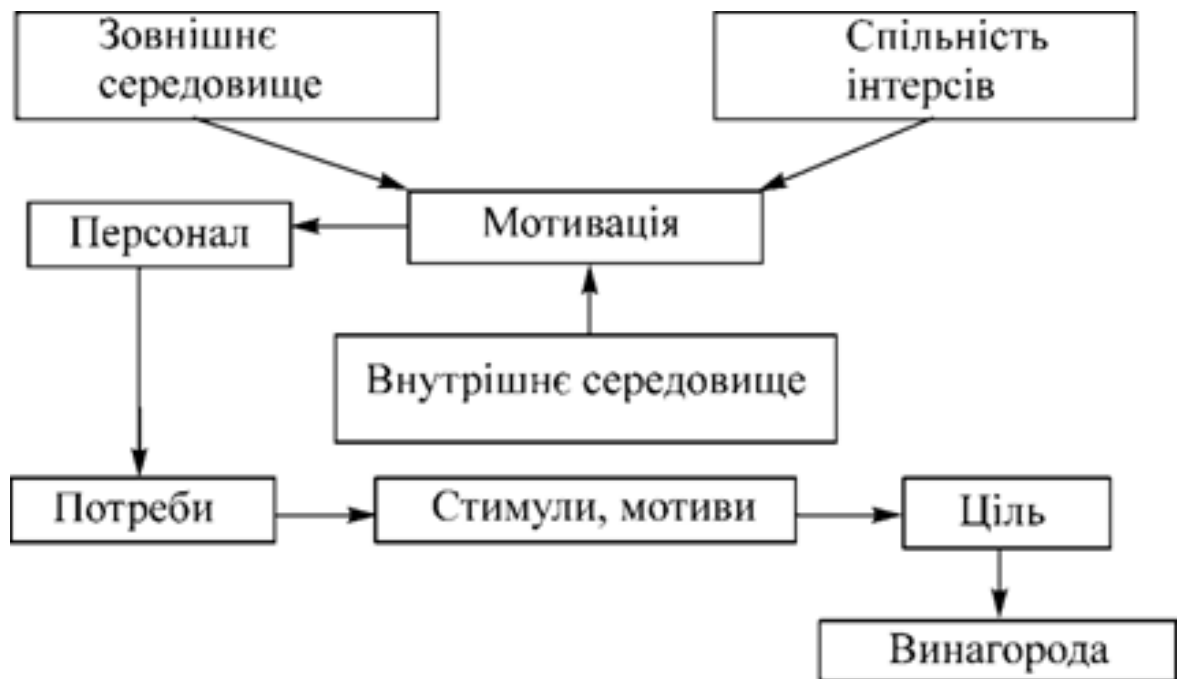 Зовнішнє
середовище
Спільність
інтерсів
Мотивація
Персонал
Внутрішнє середовище
Потреби
Стимули, мотиви
Ціль
Винагорода